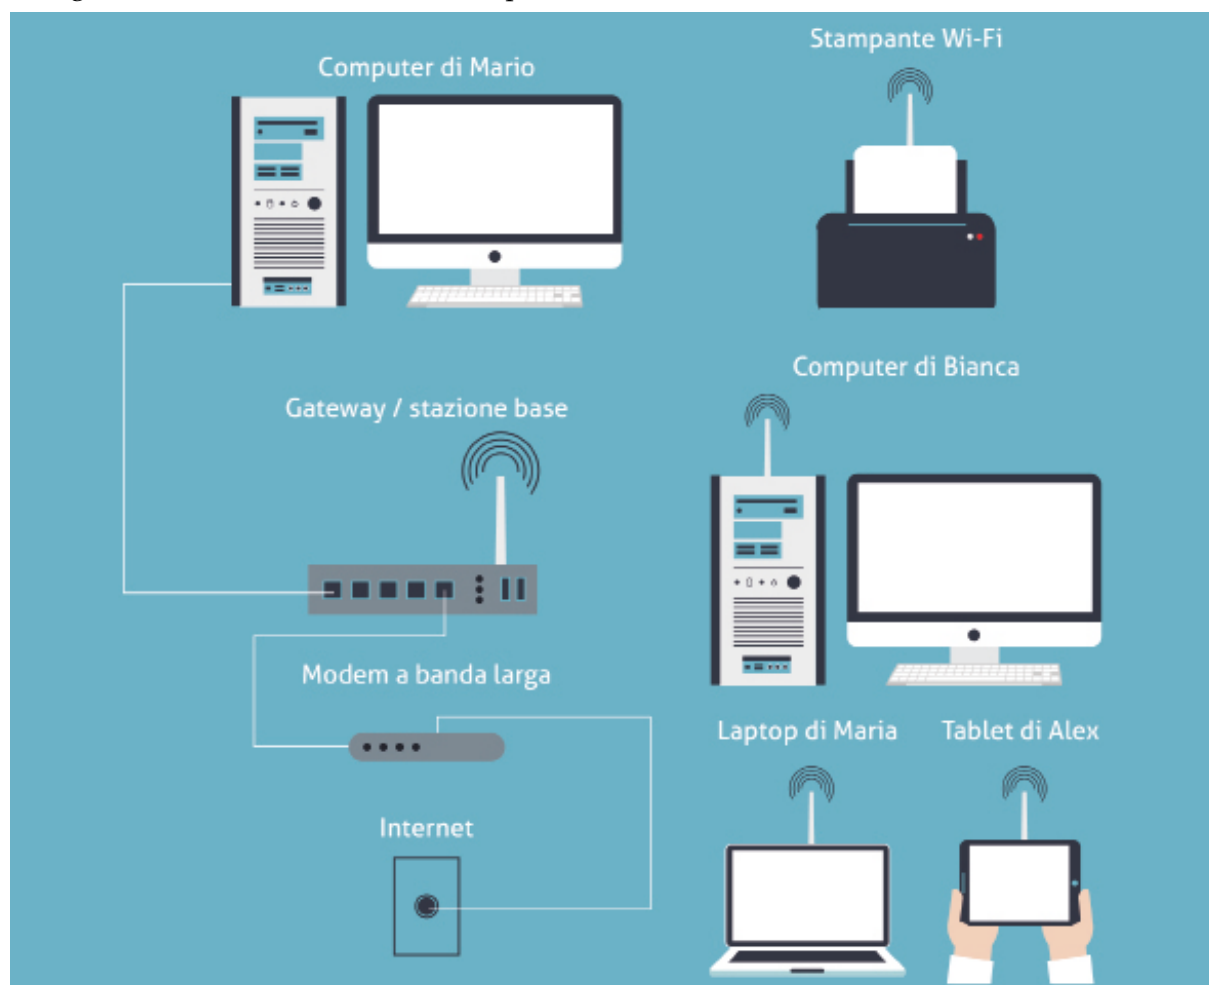 Computer di Mario
Stampante Wi-Fi
Computer di Bianca
Gateway / stazione base
Modem a banda larga
Laptop di Maria
Tablet di Alex
Internet